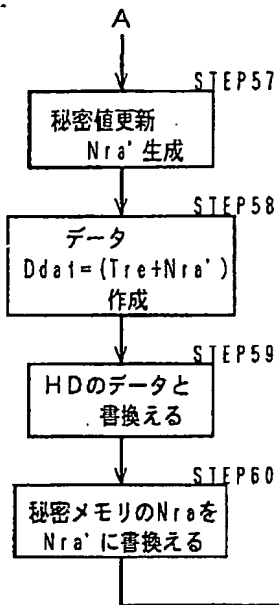 A
STEP57
秘密値更新
Nra' 生成
STEP58
データ
Ddat=(Tre+Nra')
作成
STEP59
HDのデータと
書換える
STEP60
秘密メモリのNraを
Nra'に書換える